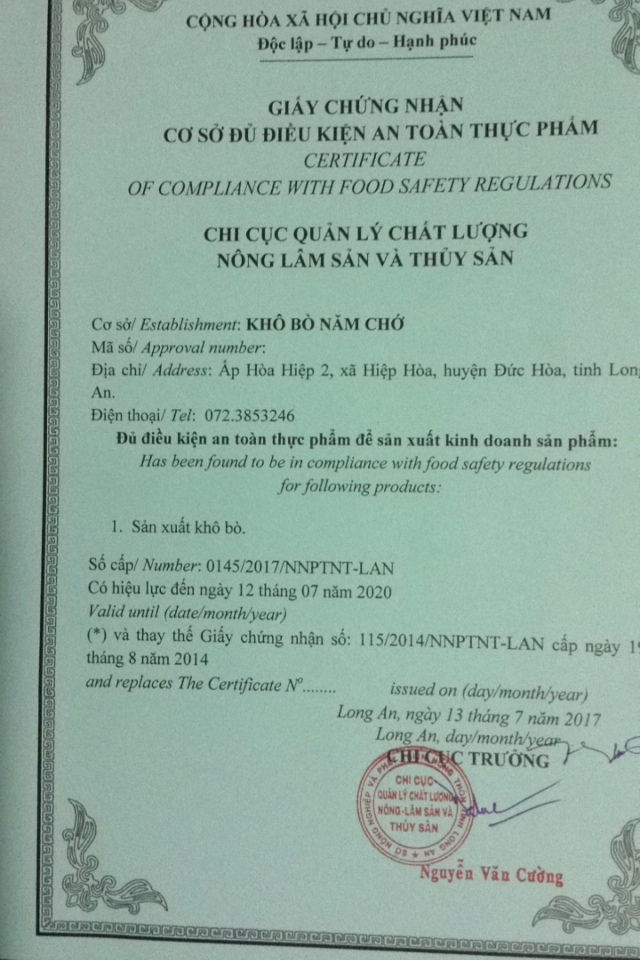 CỘNG HÒA XÃ HỘI CHỦ NGHĨA VIỆT NAM
Độc lập – Tự do – Hạnh phúc
GIẤY CHỨNG NHẬN
CƠ SỞ ĐỦ ĐIỀU KIỆN AN TOÀN THỰC PHẨM
CERTIFICATE
OF COMPLIANCE WITH FOOD SAFETY REGULATIONS
CHI CỤC QUẢN LÝ CHẤT LƯỢNG
NÔNG LÂM SẢN VÀ THỦY SẢN
Cơ sở/ Establishment: KHÔ BÒ NĂM CHỚ
Mã số/ Approval number:
Địa chỉ/ Address: Ấp Hòa Hiệp 2, xã Hiệp Hòa, huyện Đức Hòa, tỉnh Long
An.
Điện thoại/ Tel: 072.3853246
Đủ điều kiện an toàn thực phẩm để sản xuất kinh doanh sản phẩm:
Has been found to be in compliance with food safety regulations
for following products:
1. Sản xuất khô bò.
Số cấp/ Number: 0145/2017/NNPTNT-LAN
Có hiệu lực đến ngày 12 tháng 07 năm 2020
Valid until (date/month/year)
(*) và thay thế Giấy chứng nhận số: 115/2014/NNPTNT-LAN cấp ngày 19
tháng 8 năm 2014
and replaces The Certificate Nº........ issued on (day/month/year)
Long An, ngày 13 tháng 7 năm 2017
Long An, day/month/year
CHI CỤC TRƯỞNG
CHI CỤC
QUẢN LÝ CHẤT LƯỢNG
NÔNG-LÂM SẢN VÀ
THỦY SẢN
Nguyễn Văn Cường